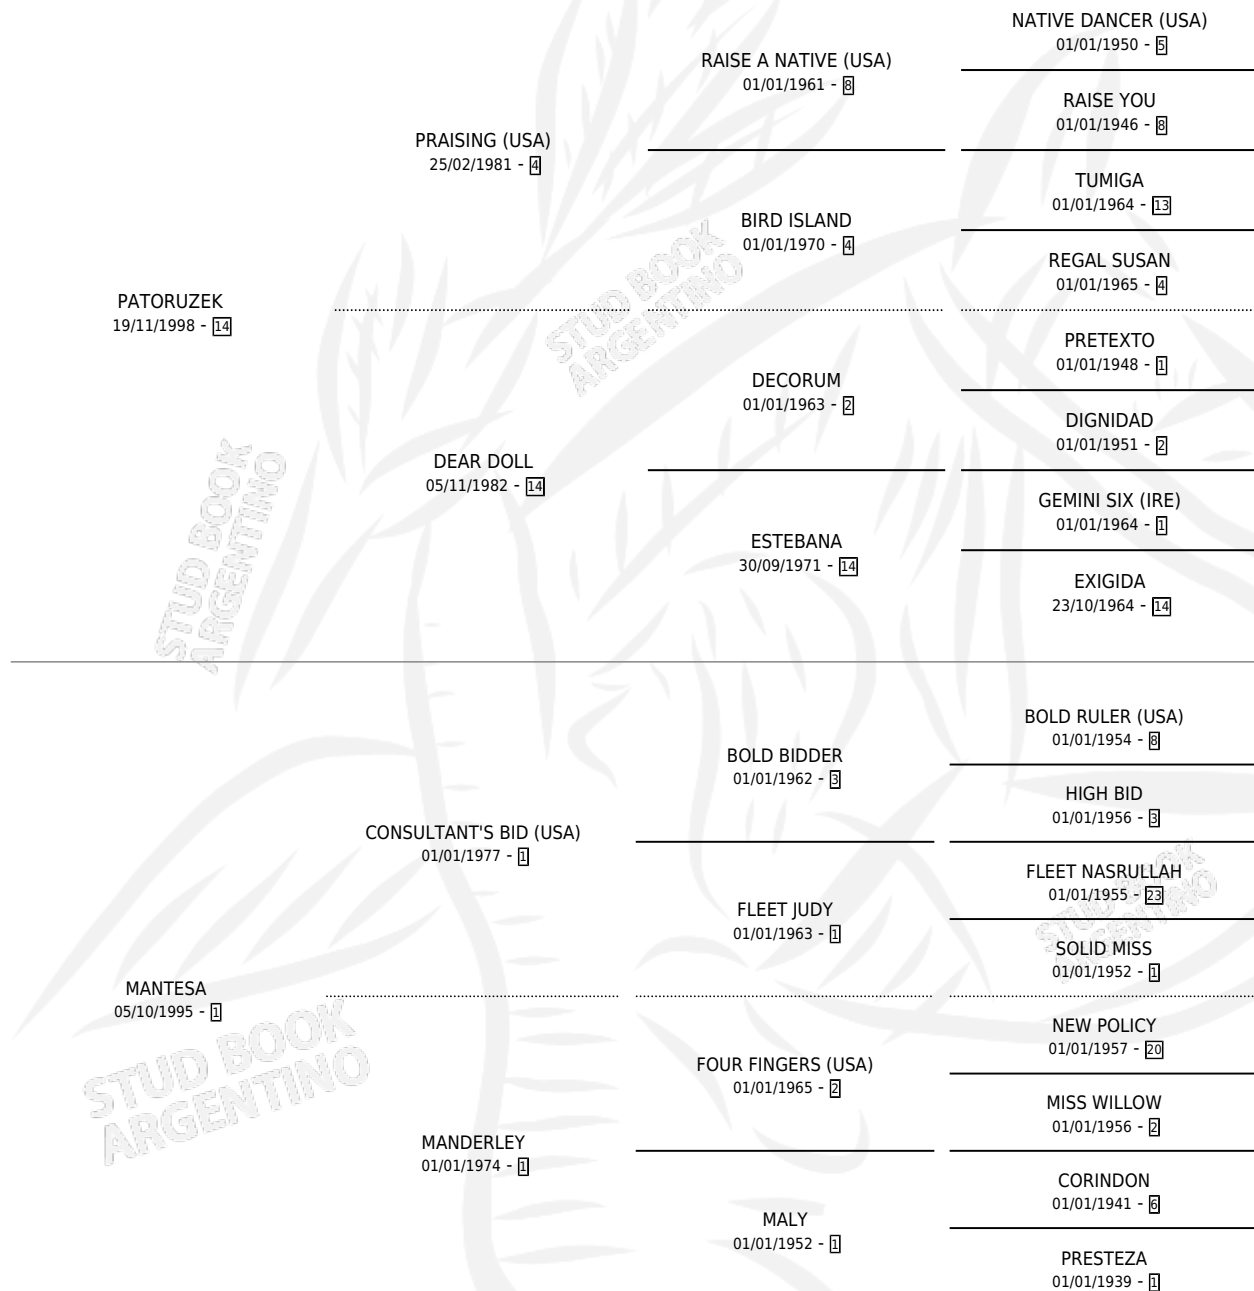 NATIVE DANCER (USA)
01/01/1950 - 5
RAISE A NATIVE (USA)
01/01/1961 - 8
RAISE YOU
01/01/1946 - 8
PRAISING (USA)
25/02/1981 - 4
TUMIGA
01/01/1964 - 13
BIRD ISLAND
01/01/1970 - 4
REGAL SUSAN
01/01/1965 - 4
PATORUZEK
19/11/1998 - 14
PRETEXTO
01/01/1948 - 1
DECORUM
01/01/1963 - 2
DIGNIDAD
01/01/1951 - 2
DEAR DOLL
05/11/1982 - 14
GEMINI SIX (IRE)
01/01/1964 - 1
ESTEBANA
30/09/1971 - 14
EXIGIDA
23/10/1964 - 14
BOLD RULER (USA)
01/01/1954 - 8
BOLD BIDDER
01/01/1962 - 3
HIGH BID
01/01/1956 - 3
CONSULTANT'S BID (USA)
01/01/1977 - 1
FLEET NASRULLAH
01/01/1955 - 23
FLEET JUDY
01/01/1963 - 1
SOLID MISS
01/01/1952 - 1
MANTESA
05/10/1995 - 1
NEW POLICY
01/01/1957 - 20
FOUR FINGERS (USA)
01/01/1965 - 2
MISS WILLOW
01/01/1956 - 2
MANDERLEY
01/01/1974 - 1
CORINDON
01/01/1941 - 6
MALY
01/01/1952 - 1
PRESTEZA
01/01/1939 - 1
STUD BOOK
ARGENTINO
STUD BOOK
ARGENTINO
STUD BOOK
ARGENTINO
STUD BOOK
ARGENTINO